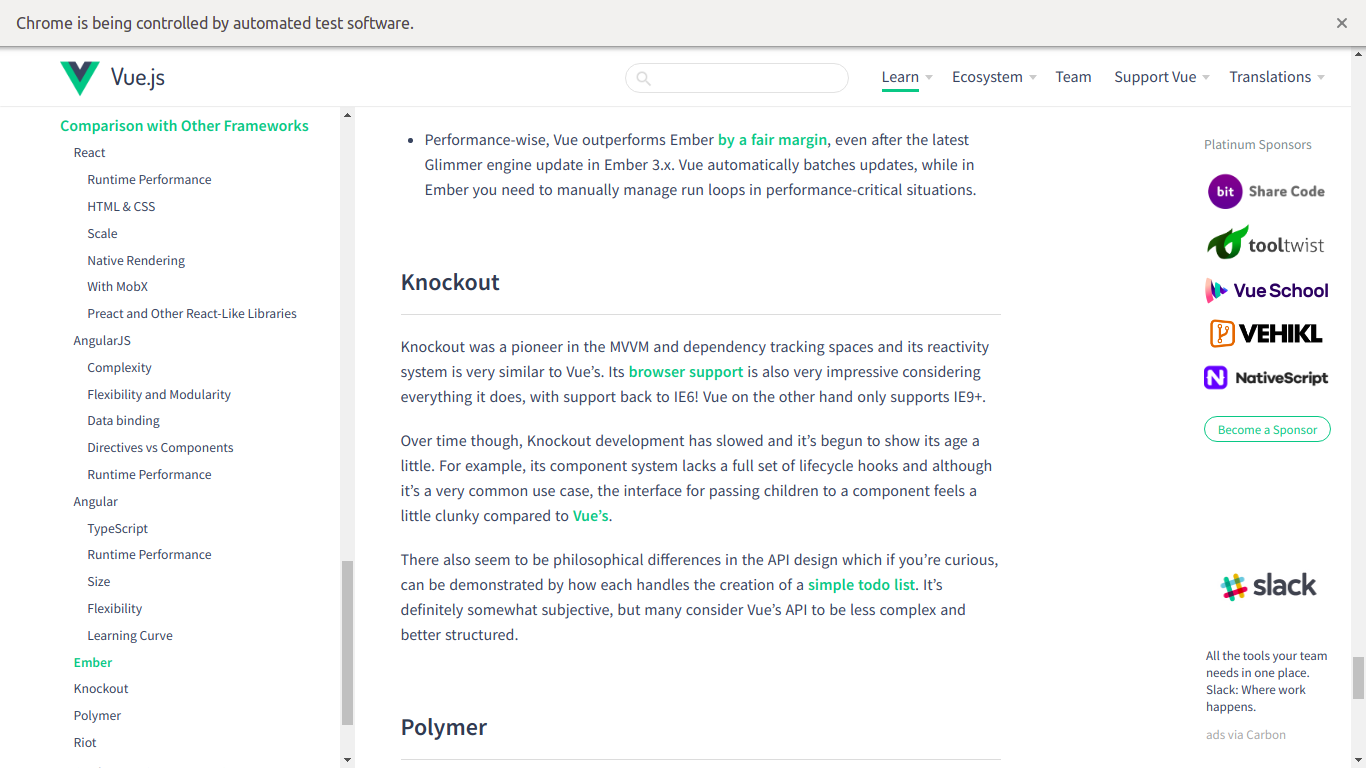 Chrome is being controlled by automated test software.
Vue.js
Learn
Ecosystem
Team
Support Vue
Translations
Comparison with Other Frameworks
React
Runtime Performance
HTML & CSS
Scale
Native Rendering
With MobX
Preact and Other React-Like Libraries
AngularJS
Complexity
Flexibility and Modularity
Data binding
Directives vs Components
Runtime Performance
Angular
TypeScript
Runtime Performance
Size
Flexibility
Learning Curve
Ember
Knockout
Polymer
Riot
• Performance-wise, Vue outperforms Ember by a fair margin, even after the latest
Glimmer engine update in Ember 3.x. Vue automatically batches updates, while in
Ember you need to manually manage run loops in performance-critical situations.
Knockout
Knockout was a pioneer in the MVVM and dependency tracking spaces and its reactivity
system is very similar to Vue’s. Its browser support is also very impressive considering
everything it does, with support back to IE6! Vue on the other hand only supports IE9+.
Over time though, Knockout development has slowed and it’s begun to show its age a
little. For example, its component system lacks a full set of lifecycle hooks and although
it’s a very common use case, the interface for passing children to a component feels a
little clunky compared to Vue’s.
There also seem to be philosophical differences in the API design which if you’re curious,
can be demonstrated by how each handles the creation of a simple todo list. It’s
definitely somewhat subjective, but many consider Vue’s API to be less complex and
better structured.
Polymer
Platinum Sponsors
bit Share Code
tooltwist
Vue School
VEHIKL
N NativeScript
Become a Sponsor
slack
All the tools your team
needs in one place.
Slack: Where work
happens.
ads via Carbon